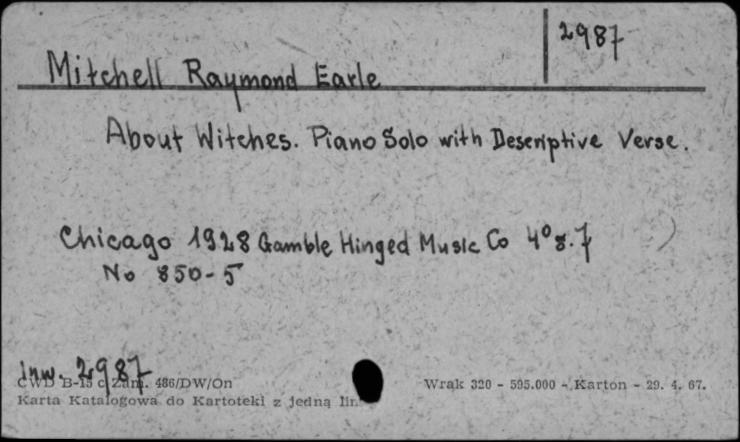 2987
Mitchell Raymond Earle
About Witches. Piano Solo with Descriptive Verse.
Chicago 1928 Gamble Hinged Music Co 4° s. 7
No 850-5
Inw. 2987
CWD B-15 c Zam. 486/DW/On
Wrak 320 - 595.000 - Karton - 29. 4. 67.
Karta Katalogowa do Kartoteki z jedną lin.